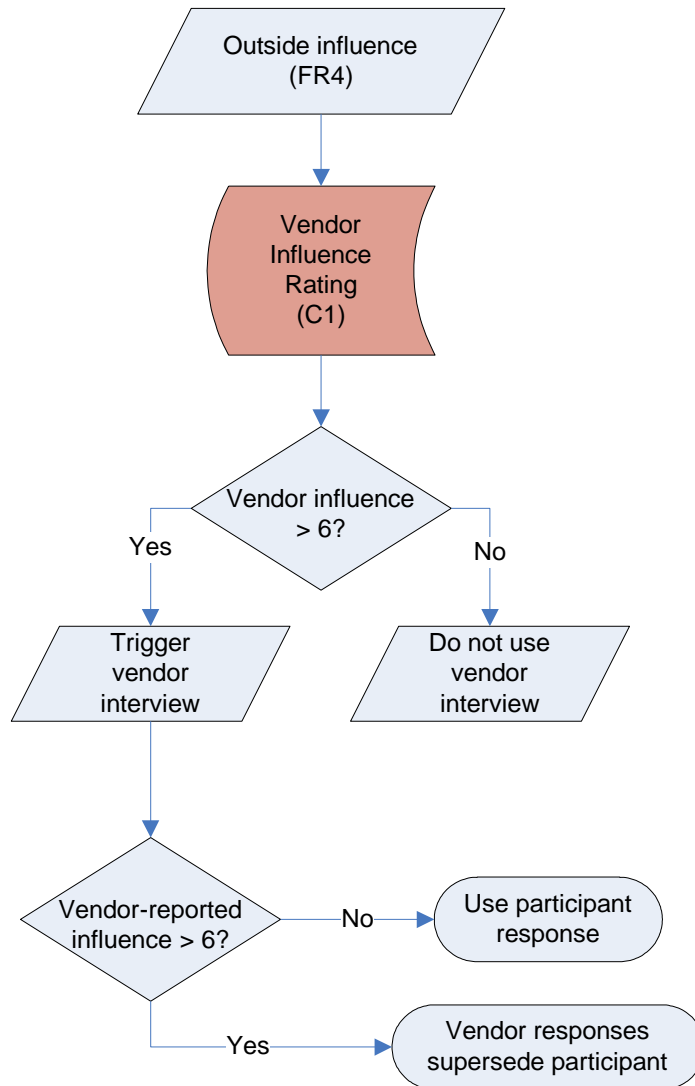 Outside influence
(FR4)
Vendor
Influence
Rating
(C1)
Vendor influence
> 6?
Yes
No
Trigger
vendor
interview
Do not use
vendor
interview
Vendor-reported
influence > 6?
No
Use participant
response
Yes
Vendor responses
supersede participant